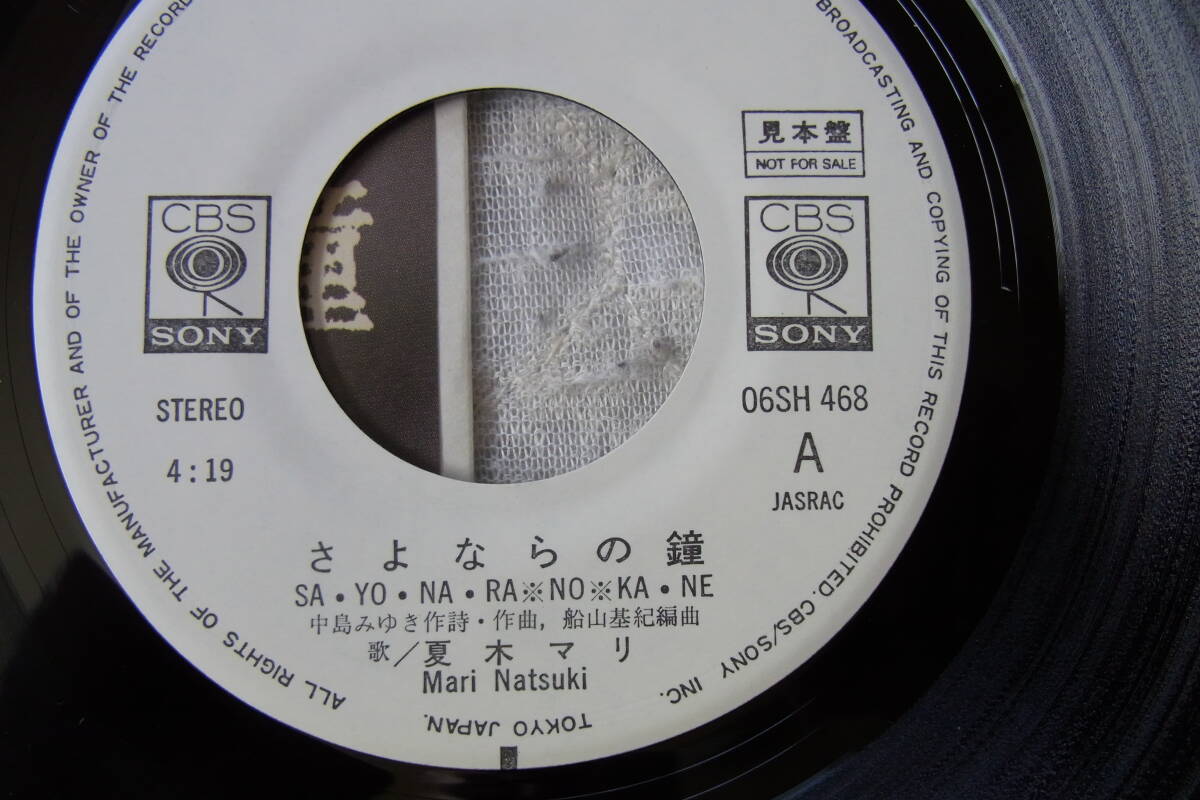 見本盤
NOT FOR SALE
CBS
SONY
CBS
SONY
STEREO
4:19
06SH 468
A
JASRAC
さよならの鐘
SA・YO・NA・RA※NO※KA・NE
中島みゆき作詩・作曲, 船山基紀編曲
歌／夏木マリ
Mari Natsuki
ALL RIGHTS OF THE MANUFACTURER AND OF THE OWNER OF THE RECORD
BROADCASTING AND COPYING OF THIS RECORD PROHIBITED. CBS/SONY INC.
TOKYO JAPAN.